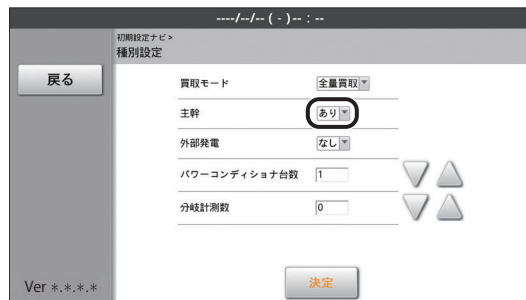 ----/--/-- ( - ) -- : --
初期設定ナビ >
種別設定
戻る
買取モード 全量買取
主幹 あり
外部発電 なし
パワーコンディショナ台数 1
分岐計測数 0
決定
Ver *.*.*.*